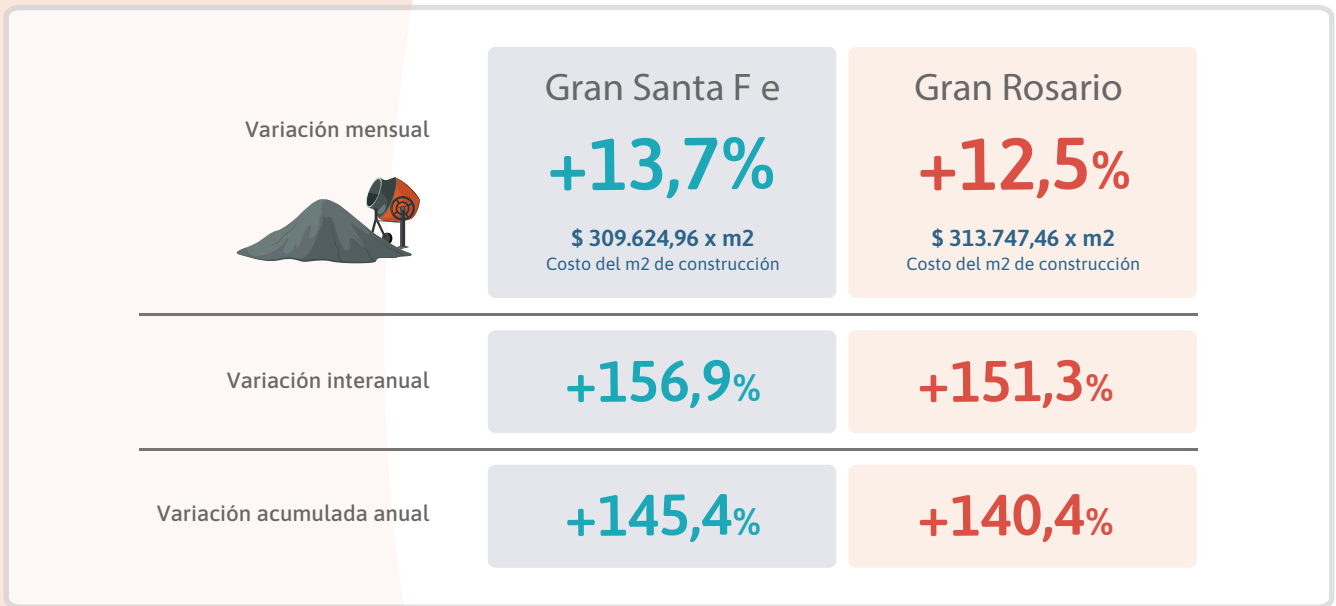 Gran Santa F e
Gran Rosario
Variación mensual
+13,7%
+12,5%
$ 309.624,96 x m2
Costo del m2 de construcción
$ 313.747,46 x m2
Costo del m2 de construcción
Variación interanual
+156,9%
+151,3%
Variación acumulada anual
+145,4%
+140,4%